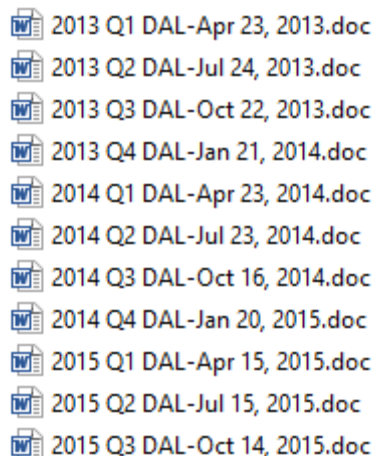 2013 Q1 DAL-Apr 23, 2013.doc
2013 Q2 DAL-Jul 24, 2013.doc
2013 Q3 DAL-Oct 22, 2013.doc
2013 Q4 DAL-Jan 21, 2014.doc
2014 Q1 DAL-Apr 23, 2014.doc
2014 Q2 DAL-Jul 23, 2014.doc
2014 Q3 DAL-Oct 16, 2014.doc
2014 Q4 DAL-Jan 20, 2015.doc
2015 Q1 DAL-Apr 15, 2015.doc
2015 Q2 DAL-Jul 15, 2015.doc
2015 Q3 DAL-Oct 14, 2015.doc